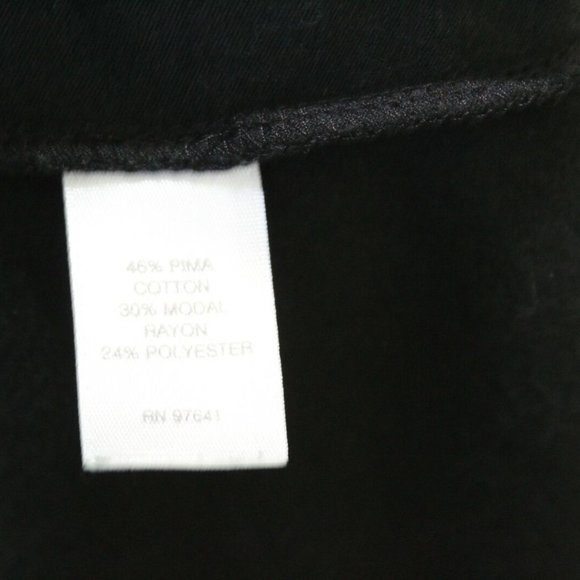 46% PIMA
COTTON
30% MODAL
RAYON
24% POLYESTER
RN 97641